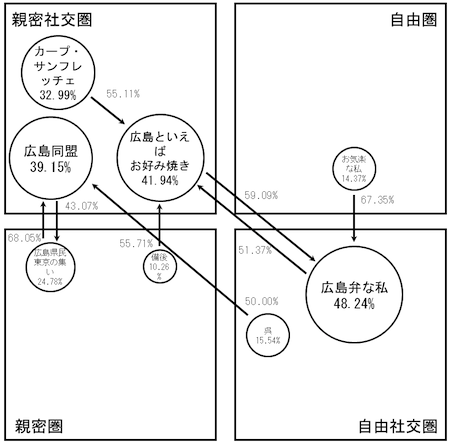 親密社交圏
自由圏
カープ・
サンフレ
ッチェ
32.99%
55.11%
広島同盟
39.15%
広島といえ
ば
お好み焼き
41.94%
お気楽
な私
14.37%
43.07%
59.09%
67.35%
68.05%
55.71%
51.37%
広島県民
東京の集
い
24.78%
備後
10.26
%
広島弁な私
48.24%
50.00%
呉
15.54%
親密圏
自由社交圏